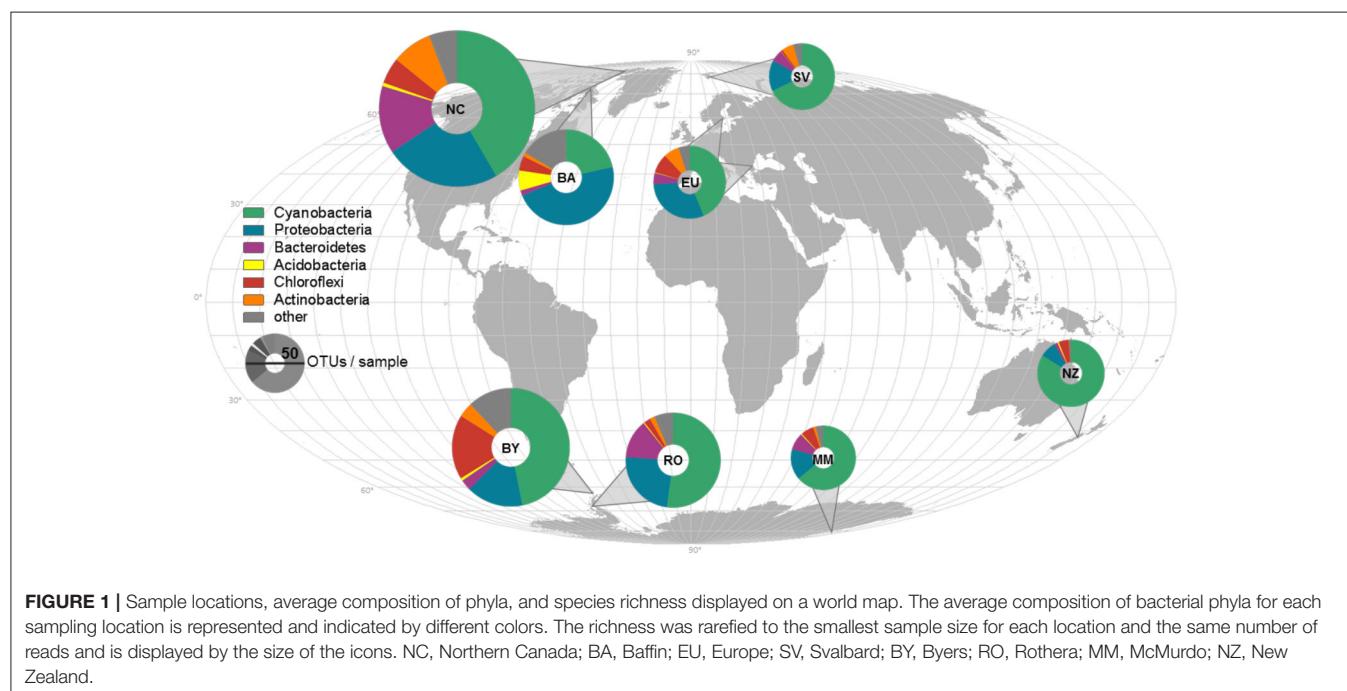 90°
SV
NC
60°
BA
EU
30°
Cyanobacteria
Proteobacteria
Bacteroidetes
Acidobacteria
Chloroflexi
Actinobacteria
other
0°
50
OTUs / sample
NZ
30°
BY
RO
MM
60°
90°
FIGURE 1 | Sample locations, average composition of phyla, and species richness displayed on a world map. The average composition of bacterial phyla for each
sampling location is represented and indicated by different colors. The richness was rarefied to the smallest sample size for each location and the same number of
reads and is displayed by the size of the icons. NC, Northern Canada; BA, Baffin; EU, Europe; SV, Svalbard; BY, Byers; RO, Rothera; MM, McMurdo; NZ, New
Zealand.